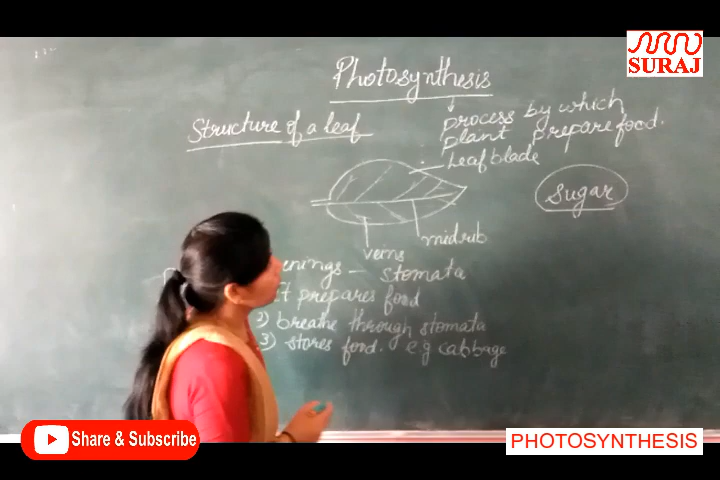 SURAJ
Photosynthesis
process by which
plant prepare food.
Structure of a leaf
Leaf blade
Sugar
midrib
veins
enings - stomata
t prepares food
2) breathe through stomata
3) stores food. e.g cabbage
Share & Subscribe
PHOTOSYNTHESIS